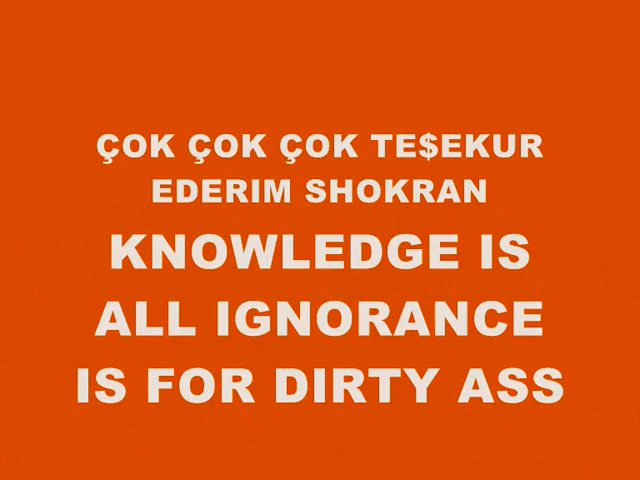 ÇOK ÇOK ÇOK TE$EKUR
EDERIM SHOKRAN
KNOWLEDGE IS
ALL IGNORANCE
IS FOR DIRTY ASS